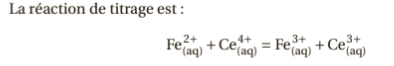 La réaction de titrage est :
Fe²⁺(aq) + Ce⁴⁺(aq) = Fe³⁺(aq) + Ce³⁺(aq)